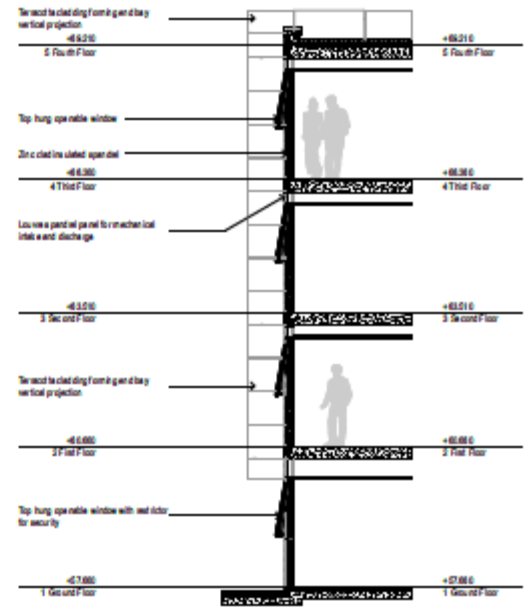 Terracotta cladding forming end bay
vertical projection
+69.210
5 Fourth Floor
+69.210
5 Fourth Floor
Top hung openable window
Zinc clad insulated spandrel
+66.360
4 Third Floor
+66.360
4 Third Floor
Louvre spandrel panel for mechanical
intake and discharge
+63.510
3 Second Floor
+63.510
3 Second Floor
Terracotta cladding forming end bay
vertical projection
+60.660
2 First Floor
+60.660
2 First Floor
Top hung openable window with restrictor
for security
+57.660
1 Ground Floor
+57.660
1 Ground Floor